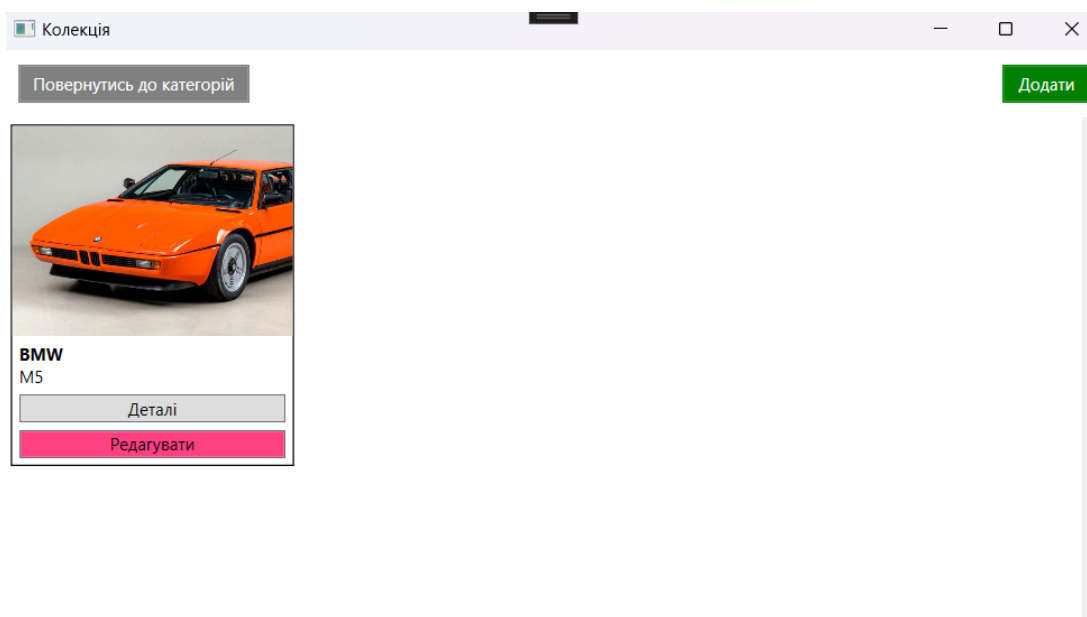 Колекція
Повернутись до категорій
Додати
BMW
M5
Деталі
Редагувати